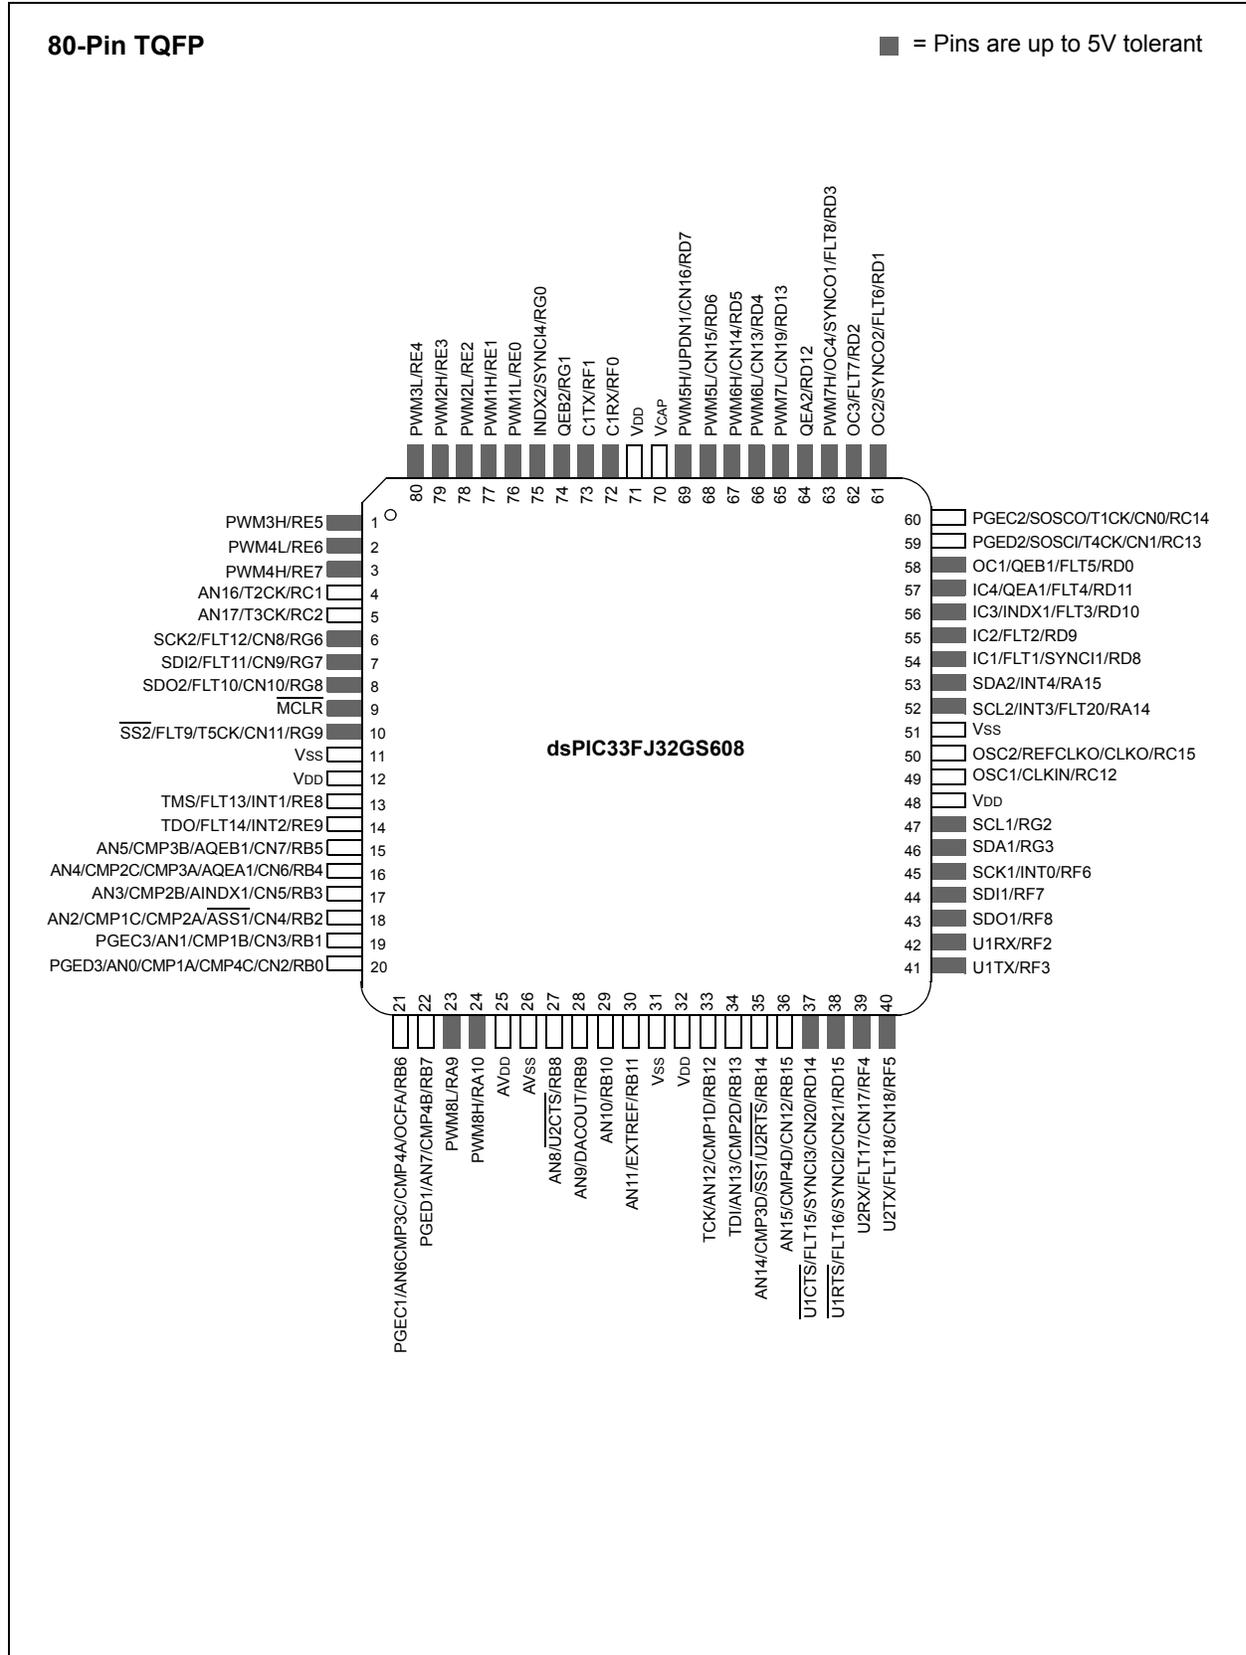 80-Pin TQFP
= Pins are up to 5V tolerant
80 PWM3L/RE4
79 PWM2H/RE3
78 PWM2L/RE2
77 PWM1H/RE1
76 PWM1L/RE0
75 INDX2/SYNCI4/RG0
74 QEB2/RG1
73 C1TX/RF1
72 C1RX/RF0
71 VDD
70 VCAP
69 PWM5H/UPDN1/CN16/RD7
68 PWM5L/CN15/RD6
67 PWM6H/CN14/RD5
66 PWM6L/CN13/RD4
65 PWM7L/CN19/RD13
64 QEA2/RD12
63 PWM7H/OC4/SYNCO1/FLT8/RD3
62 OC3/FLT7/RD2
61 OC2/SYNCO2/FLT6/RD1
PWM3H/RE5 1
PWM4L/RE6 2
PWM4H/RE7 3
AN16/T2CK/RC1 4
AN17/T3CK/RC2 5
SCK2/FLT12/CN8/RG6 6
SDI2/FLT11/CN9/RG7 7
SDO2/FLT10/CN10/RG8 8
MCLR 9
SS2/FLT9/T5CK/CN11/RG9 10
VSS 11
VDD 12
TMS/FLT13/INT1/RE8 13
TDO/FLT14/INT2/RE9 14
AN5/CMP3B/AQEB1/CN7/RB5 15
AN4/CMP2C/CMP3A/AQEA1/CN6/RB4 16
AN3/CMP2B/AINDX1/CN5/RB3 17
AN2/CMP1C/CMP2A/ASS1/CN4/RB2 18
PGEC3/AN1/CMP1B/CN3/RB1 19
PGED3/AN0/CMP1A/CMP4C/CN2/RB0 20
dsPIC33FJ32GS608
60 PGEC2/SOSCO/T1CK/CN0/RC14
59 PGED2/SOSCI/T4CK/CN1/RC13
58 OC1/QEB1/FLT5/RD0
57 IC4/QEA1/FLT4/RD11
56 IC3/INDX1/FLT3/RD10
55 IC2/FLT2/RD9
54 IC1/FLT1/SYNCI1/RD8
53 SDA2/INT4/RA15
52 SCL2/INT3/FLT20/RA14
51 VSS
50 OSC2/REFCLKO/CLKO/RC15
49 OSC1/CLKIN/RC12
48 VDD
47 SCL1/RG2
46 SDA1/RG3
45 SCK1/INT0/RF6
44 SDI1/RF7
43 SDO1/RF8
42 U1RX/RF2
41 U1TX/RF3
21 PGEC1/AN6CMP3C/CMP4A/OCFA/RB6
22 PGED1/AN7/CMP4B/RB7
23 PWM8L/RA9
24 PWM8H/RA10
25 AVDD
26 AVSS
27 AN8/U2CTS/RB8
28 AN9/DACOUT/RB9
29 AN10/RB10
30 AN11/EXTREF/RB11
31 VSS
32 VDD
33 TCK/AN12/CMP1D/RB12
34 TDI/AN13/CMP2D/RB13
35 AN14/CMP3D/SS1/U2RTS/RB14
36 AN15/CMP4D/CN12/RB15
37 U1CTS/FLT15/SYNCI3/CN20/RD14
38 U1RTS/FLT16/SYNCI2/CN21/RD15
39 U2RX/FLT17/CN17/RF4
40 U2TX/FLT18/CN18/RF5